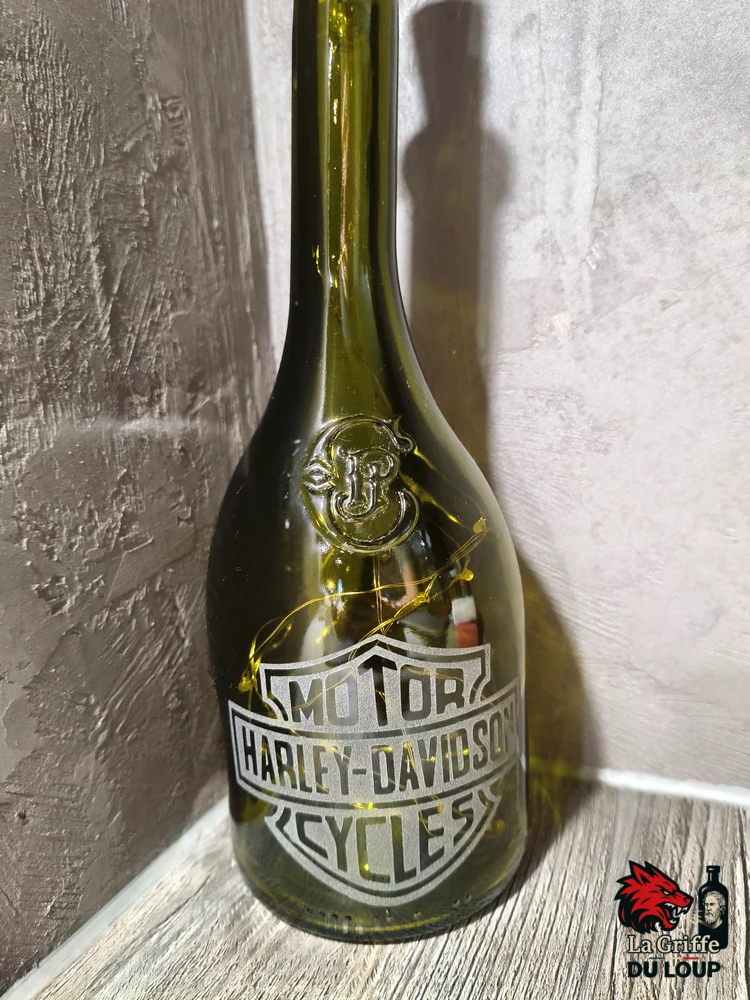 MOTOR
HARLEY-DAVIDSON
CYCLES
La Griffe
DU LOUP